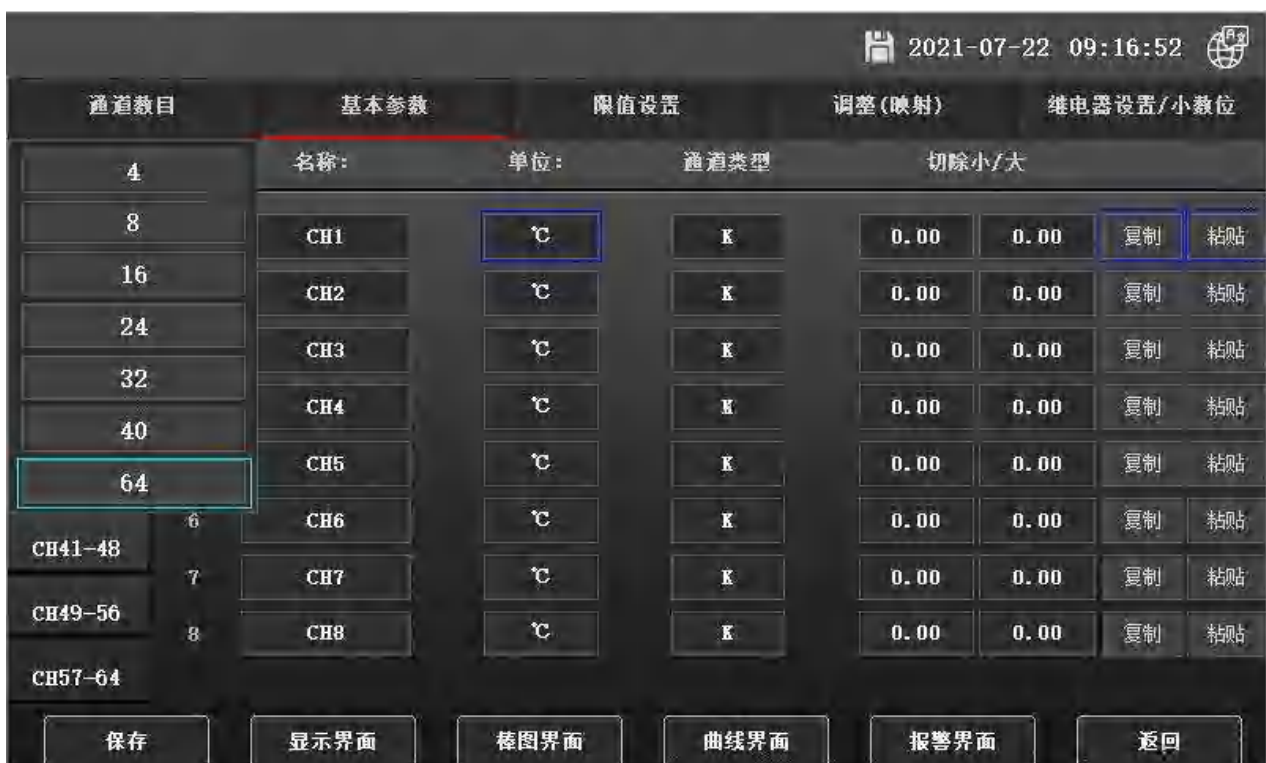 2021-07-22 09:16:52
通道数目 基本参数 限值设置 调整(映射) 继电器设置/小数位
名称: 单位: 通道类型 切除小/大
4
8
16
24
32
40
64
CH1 ℃ K 0.00 0.00 复制 粘贴
CH2 ℃ K 0.00 0.00 复制 粘贴
CH3 ℃ K 0.00 0.00 复制 粘贴
CH4 ℃ K 0.00 0.00 复制 粘贴
CH5 ℃ K 0.00 0.00 复制 粘贴
6 CH6 ℃ K 0.00 0.00 复制 粘贴
7 CH7 ℃ K 0.00 0.00 复制 粘贴
8 CH8 ℃ K 0.00 0.00 复制 粘贴
CH41-48
CH49-56
CH57-64
保存 显示界面 棒图界面 曲线界面 报警界面 返回